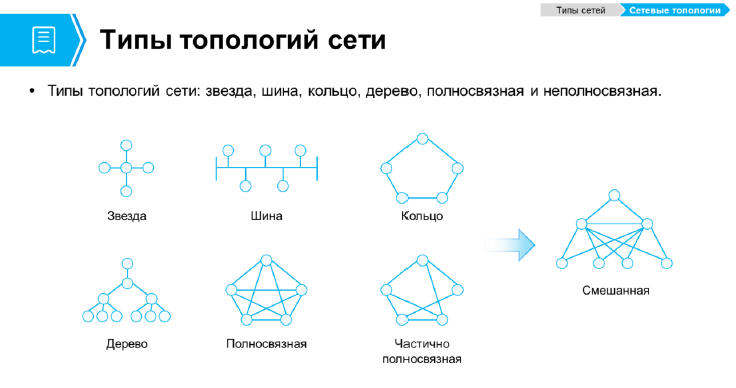 Типы сетей
Сетевые топологии
Типы топологий сети
• Типы топологий сети: звезда, шина, кольцо, дерево, полносвязная и неполносвязная.
Звезда
Шина
Кольцо
Смешанная
Дерево
Полносвязная
Частично
полносвязная